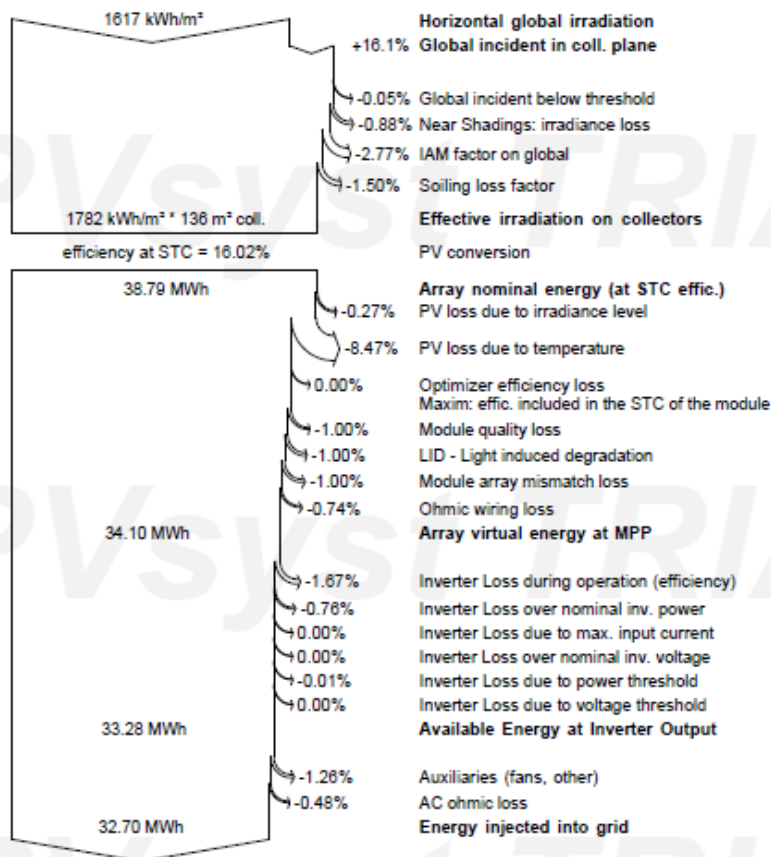 1617 kWh/m² Horizontal global irradiation
+16.1% Global incident in coll. plane
-0.05% Global incident below threshold
-0.88% Near Shadings: irradiance loss
-2.77% IAM factor on global
-1.50% Soiling loss factor
1782 kWh/m² * 136 m² coll. Effective irradiation on collectors
efficiency at STC = 16.02% PV conversion
38.79 MWh Array nominal energy (at STC effic.)
-0.27% PV loss due to irradiance level
-8.47% PV loss due to temperature
0.00% Optimizer efficiency loss
Maxim: effic. included in the STC of the module
-1.00% Module quality loss
-1.00% LID - Light induced degradation
-1.00% Module array mismatch loss
-0.74% Ohmic wiring loss
34.10 MWh Array virtual energy at MPP
-1.67% Inverter Loss during operation (efficiency)
-0.76% Inverter Loss over nominal inv. power
0.00% Inverter Loss due to max. input current
0.00% Inverter Loss over nominal inv. voltage
-0.01% Inverter Loss due to power threshold
0.00% Inverter Loss due to voltage threshold
33.28 MWh Available Energy at Inverter Output
-1.26% Auxiliaries (fans, other)
-0.48% AC ohmic loss
32.70 MWh Energy injected into grid
PVsyst TRIA
PVsyst TRIA
PVsyst TRIA